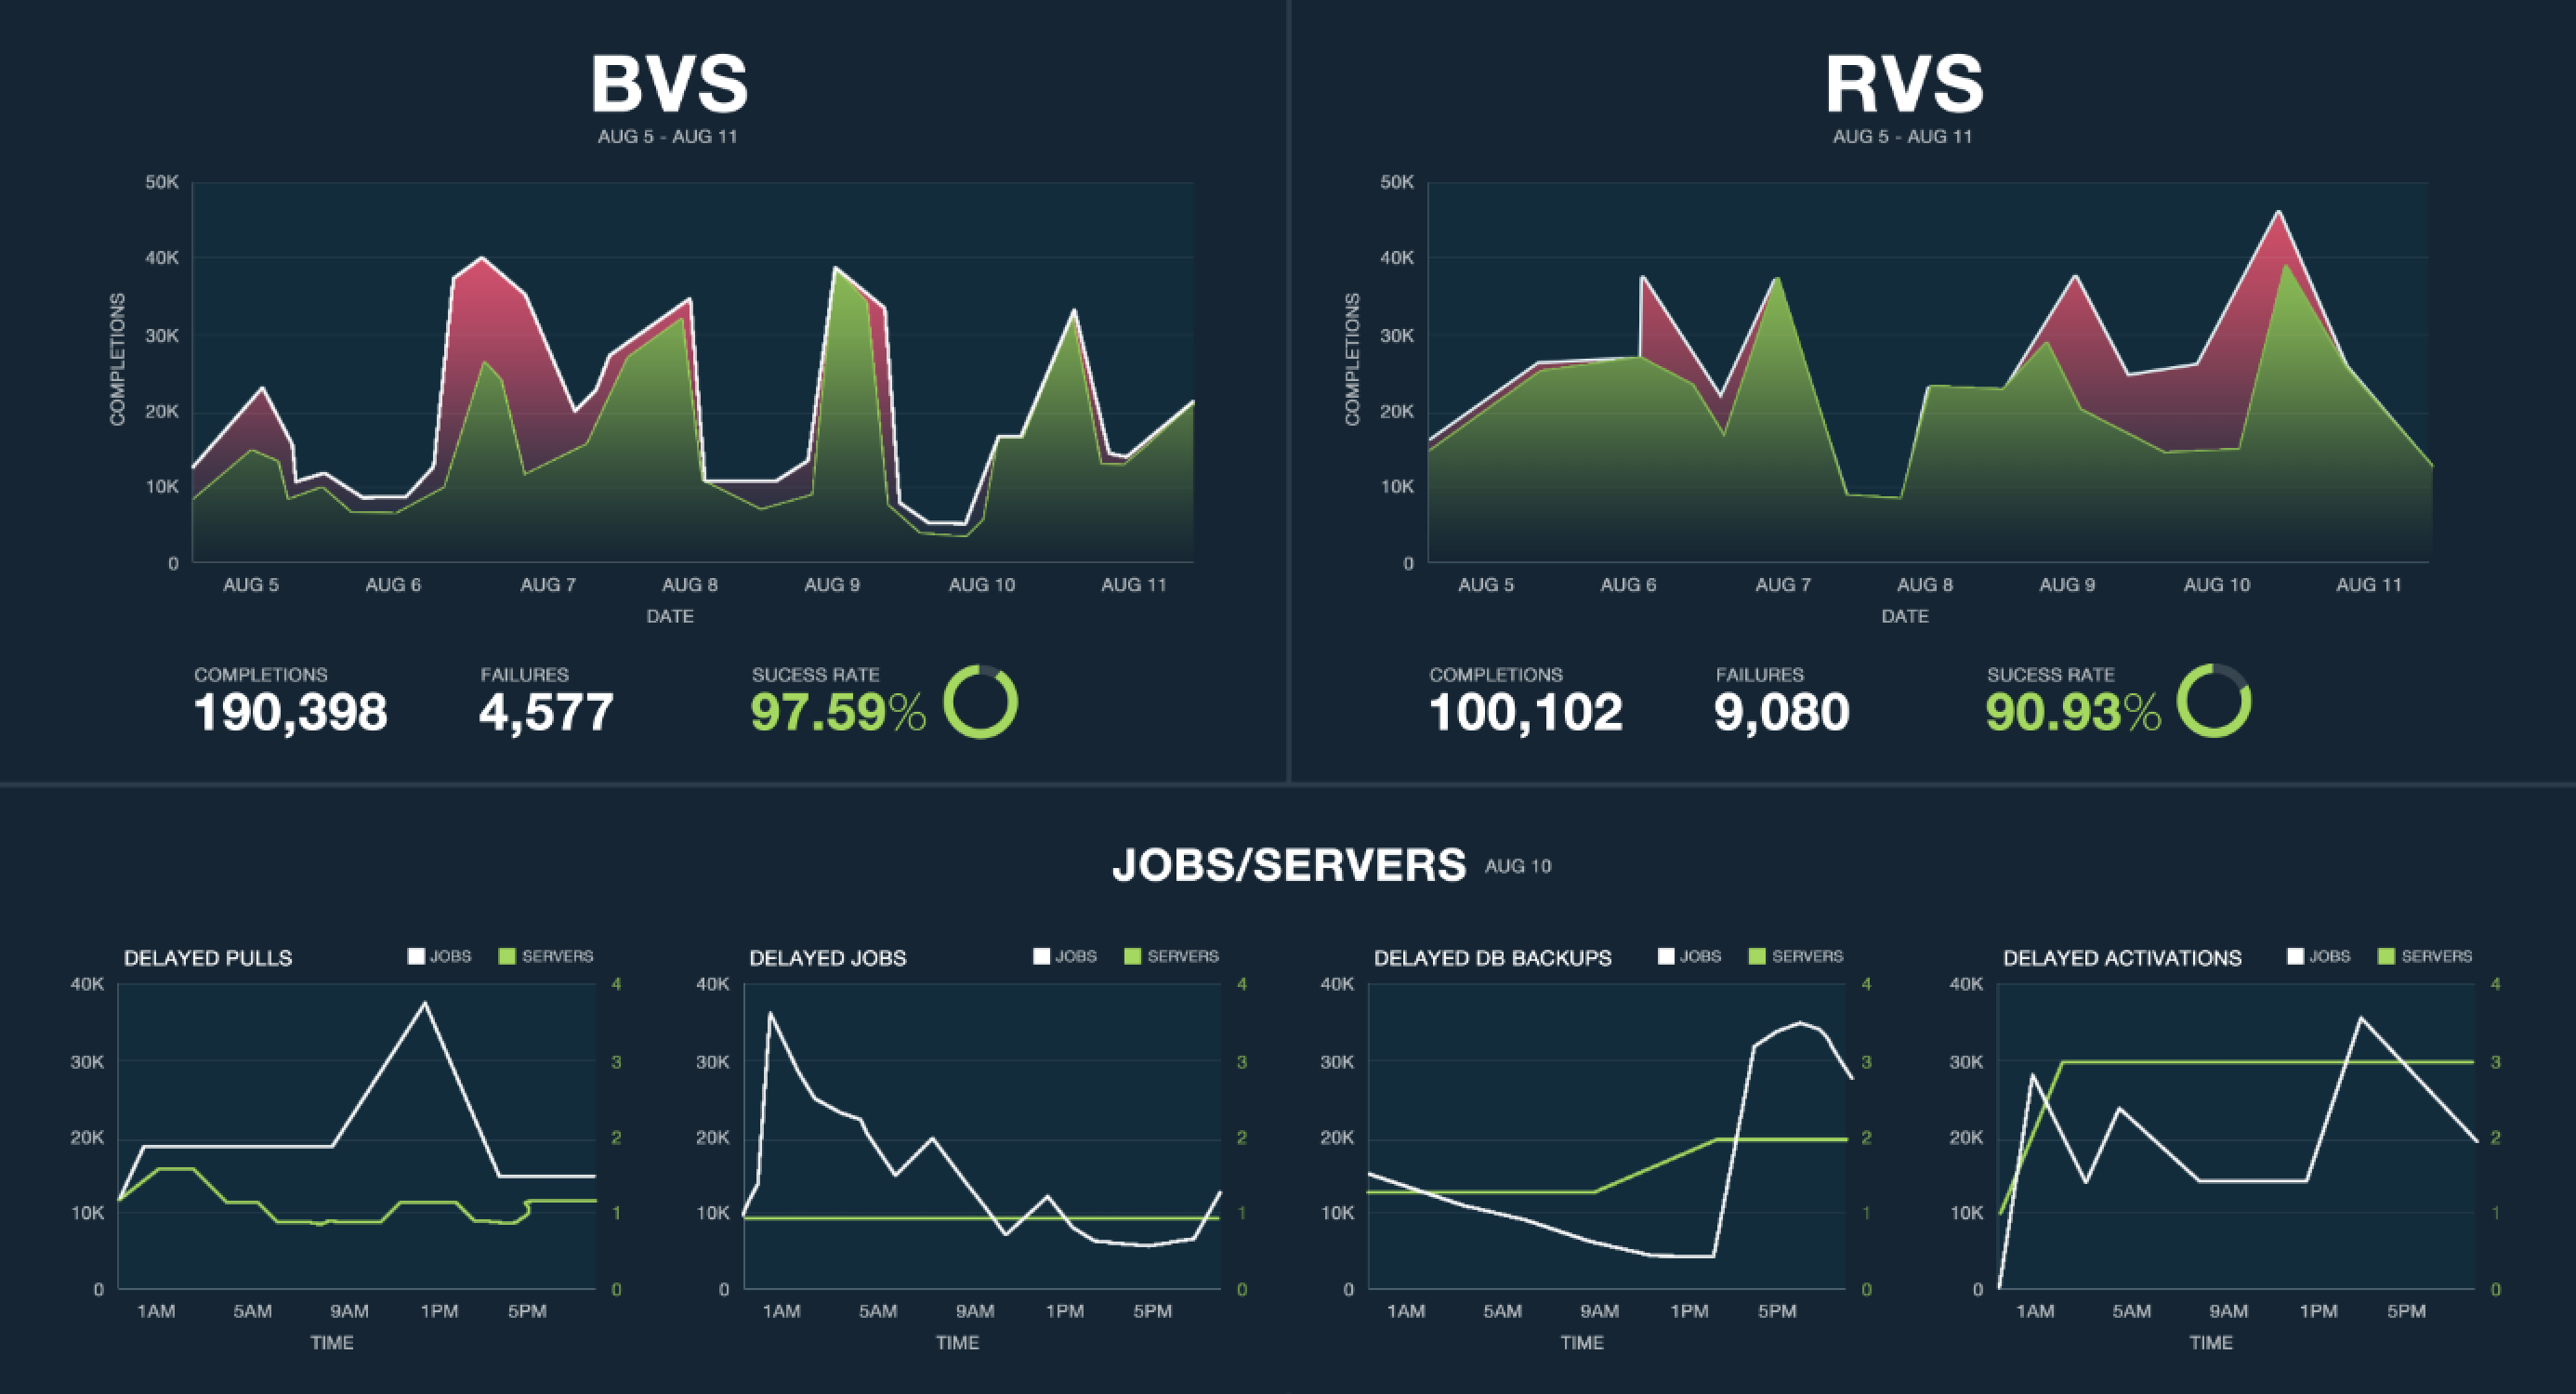 BVS
AUG 5 - AUG 11
50K
40K
30K
20K
10K
0
COMPLETIONS
AUG 5 AUG 6 AUG 7 AUG 8 AUG 9 AUG 10 AUG 11
DATE
COMPLETIONS FAILURES SUCESS RATE
190,398 4,577 97.59%
RVS
AUG 5 - AUG 11
50K
40K
30K
20K
10K
0
COMPLETIONS
AUG 5 AUG 6 AUG 7 AUG 8 AUG 9 AUG 10 AUG 11
DATE
COMPLETIONS FAILURES SUCESS RATE
100,102 9,080 90.93%
JOBS/SERVERS AUG 10
DELAYED PULLS JOBS SERVERS
40K 4
30K 3
20K 2
10K 1
0 0
1AM 5AM 9AM 1PM 5PM
TIME
DELAYED JOBS JOBS SERVERS
40K 4
30K 3
20K 2
10K 1
0 0
1AM 5AM 9AM 1PM 5PM
TIME
DELAYED DB BACKUPS JOBS SERVERS
40K 4
30K 3
20K 2
10K 1
0 0
1AM 5AM 9AM 1PM 5PM
TIME
DELAYED ACTIVATIONS JOBS SERVERS
40K 4
30K 3
20K 2
10K 1
0 0
1AM 5AM 9AM 1PM 5PM
TIME